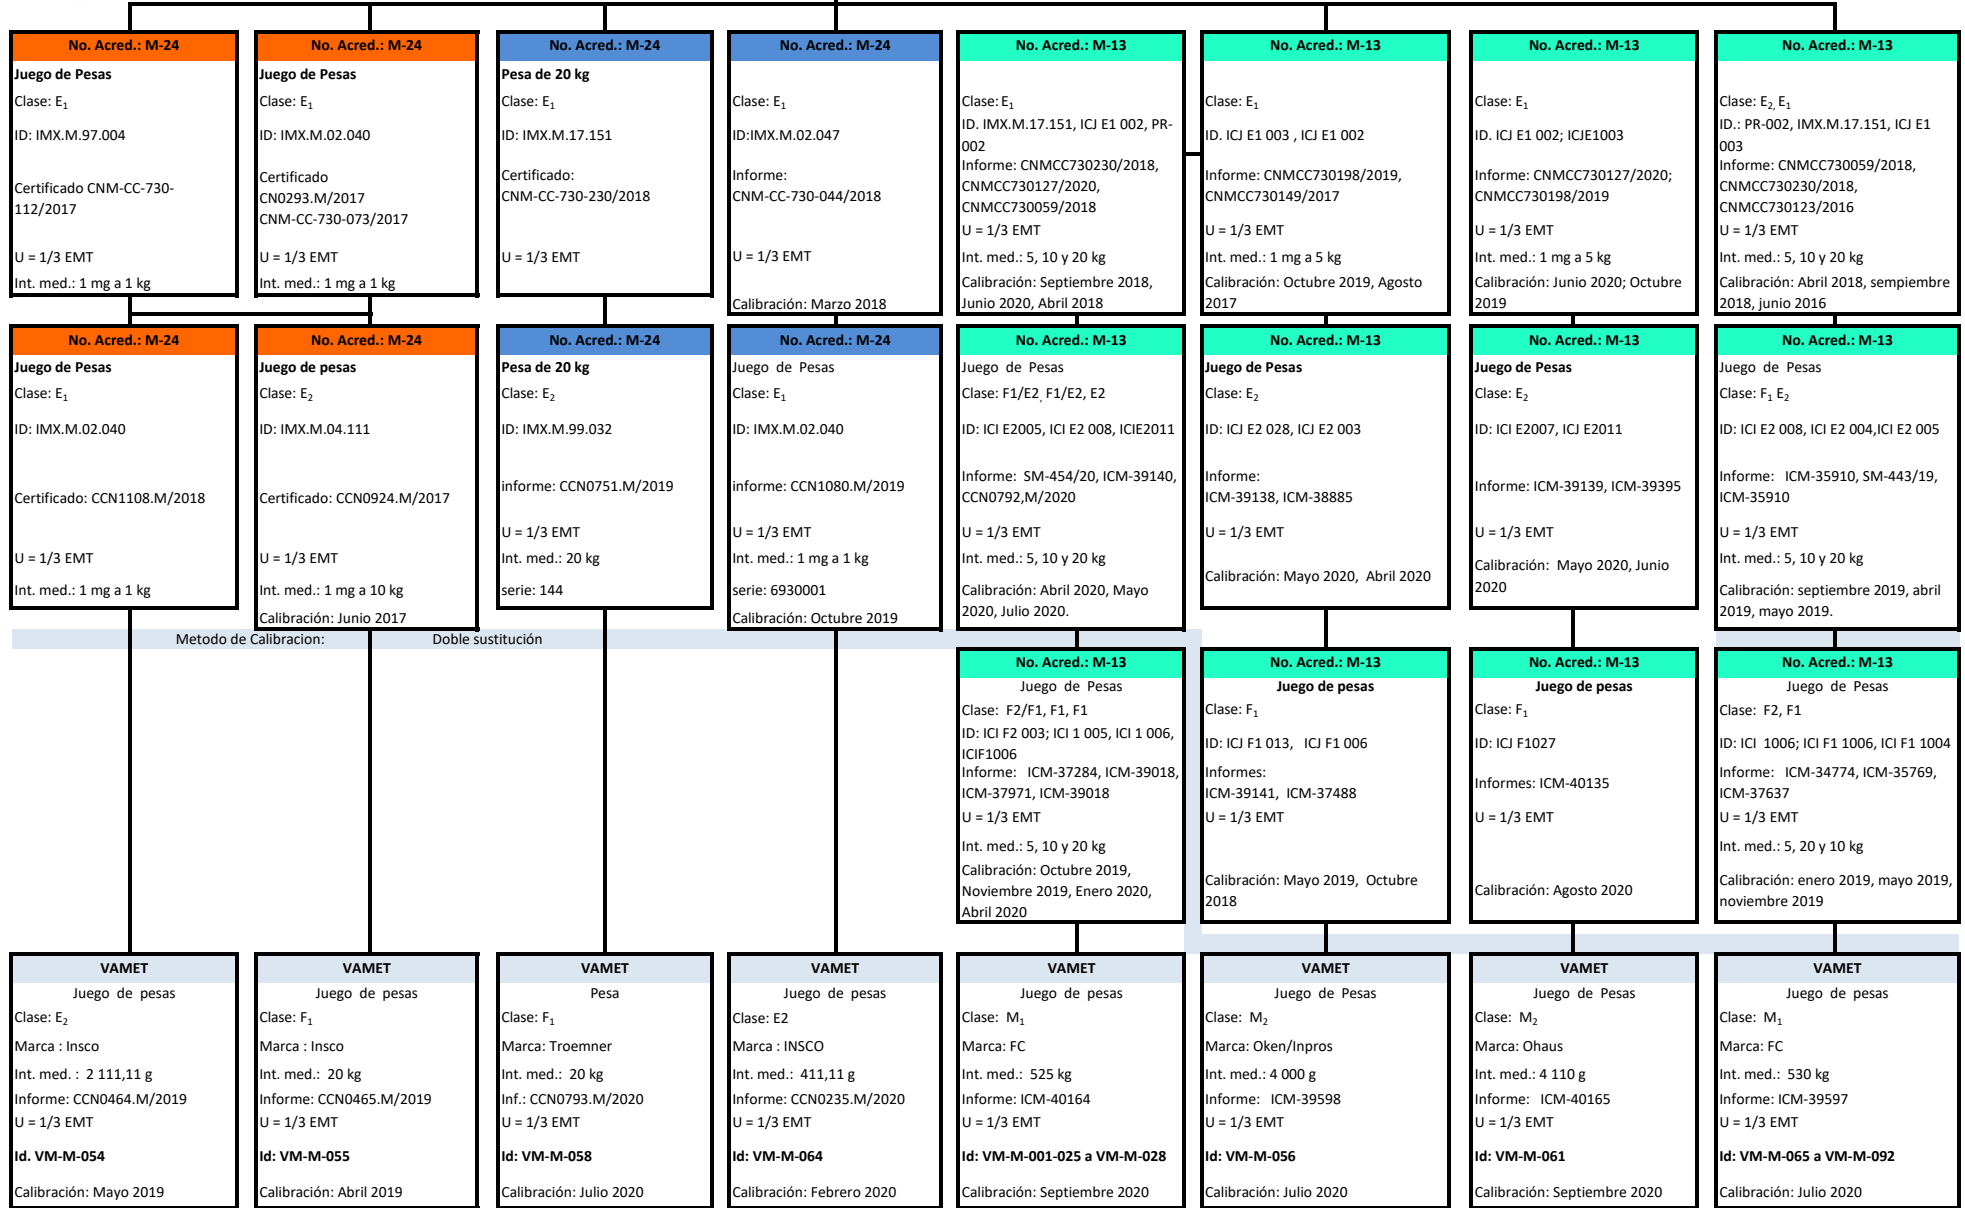 No. Acred.: M-24
Juego de Pesas
Clase: E₁
ID: IMX.M.97.004
Certificado CNM-CC-730-
112/2017
U = 1/3 EMT
Int. med.: 1 mg a 1 kg
No. Acred.: M-24
Juego de Pesas
Clase: E₁
ID: IMX.M.02.040
Certificado
CN0293.M/2017
CNM-CC-730-073/2017
U = 1/3 EMT
Int. med.: 1 mg a 1 kg
No. Acred.: M-24
Pesa de 20 kg
Clase: E₁
ID: IMX.M.17.151
Certificado:
CNM-CC-730-230/2018
U = 1/3 EMT
No. Acred.: M-24
Clase: E₁
ID:IMX.M.02.047
Informe:
CNM-CC-730-044/2018
U = 1/3 EMT
Calibración: Marzo 2018
No. Acred.: M-13
Clase: E₁
ID. IMX.M.17.151, ICJ E1 002, PR-
002
Informe: CNMCC730230/2018,
CNMCC730127/2020,
CNMCC730059/2018
U = 1/3 EMT
Int. med.: 5, 10 y 20 kg
Calibración: Septiembre 2018,
Junio 2020, Abril 2018
No. Acred.: M-13
Clase: E₁
ID. ICJ E1 003 , ICJ E1 002
Informe: CNMCC730198/2019,
CNMCC730149/2017
U = 1/3 EMT
Int. med.: 1 mg a 5 kg
Calibración: Octubre 2019, Agosto
2017
No. Acred.: M-13
Clase: E₁
ID. ICJ E1 002; ICJE1003
Informe: CNMCC730127/2020;
CNMCC730198/2019
U = 1/3 EMT
Int. med.: 1 mg a 5 kg
Calibración: Junio 2020; Octubre
2019
No. Acred.: M-13
Clase: E₂, E₁
ID.: PR-002, IMX.M.17.151, ICJ E1
003
Informe: CNMCC730059/2018,
CNMCC730230/2018,
CNMCC730123/2016
U = 1/3 EMT
Int. med.: 5, 10 y 20 kg
Calibración: Abril 2018, sempiembre
2018, junio 2016
No. Acred.: M-24
Juego de Pesas
Clase: E₁
ID: IMX.M.02.040
Certificado: CCN1108.M/2018
U = 1/3 EMT
Int. med.: 1 mg a 1 kg
No. Acred.: M-24
Juego de pesas
Clase: E₂
ID: IMX.M.04.111
Certificado: CCN0924.M/2017
U = 1/3 EMT
Int. med.: 1 mg a 10 kg
Calibración: Junio 2017
No. Acred.: M-24
Pesa de 20 kg
Clase: E₂
ID: IMX.M.99.032
informe: CCN0751.M/2019
U = 1/3 EMT
Int. med.: 20 kg
serie: 144
No. Acred.: M-24
Juego de Pesas
Clase: E₁
ID: IMX.M.02.040
informe: CCN1080.M/2019
U = 1/3 EMT
Int. med.: 1 mg a 1 kg
serie: 6930001
Calibración: Octubre 2019
No. Acred.: M-13
Juego de Pesas
Clase: F1/E2, F1/E2, E2
ID: ICI E2005, ICI E2 008, ICIE2011
Informe: SM-454/20, ICM-39140,
CCN0792,M/2020
U = 1/3 EMT
Int. med.: 5, 10 y 20 kg
Calibración: Abril 2020, Mayo
2020, Julio 2020.
No. Acred.: M-13
Juego de Pesas
Clase: E₂
ID: ICJ E2 028, ICJ E2 003
Informe:
ICM-39138, ICM-38885
U = 1/3 EMT
Calibración: Mayo 2020, Abril 2020
No. Acred.: M-13
Juego de Pesas
Clase: E₂
ID: ICI E2007, ICJ E2011
Informe: ICM-39139, ICM-39395
U = 1/3 EMT
Calibración: Mayo 2020, Junio
2020
No. Acred.: M-13
Juego de Pesas
Clase: F₁ E₂
ID: ICI E2 008, ICI E2 004,ICI E2 005
Informe: ICM-35910, SM-443/19,
ICM-35910
U = 1/3 EMT
Int. med.: 5, 10 y 20 kg
Calibración: septiembre 2019, abril
2019, mayo 2019.
Metodo de Calibracion: Doble sustitución
No. Acred.: M-13
Juego de Pesas
Clase: F2/F1, F1, F1
ID: ICI F2 003; ICI 1 005, ICI 1 006,
ICIF1006
Informe: ICM-37284, ICM-39018,
ICM-37971, ICM-39018
U = 1/3 EMT
Int. med.: 5, 10 y 20 kg
Calibración: Octubre 2019,
Noviembre 2019, Enero 2020,
Abril 2020
No. Acred.: M-13
Juego de pesas
Clase: F₁
ID: ICJ F1 013, ICJ F1 006
Informes:
ICM-39141, ICM-37488
U = 1/3 EMT
Calibración: Mayo 2019, Octubre
2018
No. Acred.: M-13
Juego de pesas
Clase: F₁
ID: ICJ F1027
Informes: ICM-40135
U = 1/3 EMT
Calibración: Agosto 2020
No. Acred.: M-13
Juego de Pesas
Clase: F2, F1
ID: ICI 1006; ICI F1 1006, ICI F1 1004
Informe: ICM-34774, ICM-35769,
ICM-37637
U = 1/3 EMT
Int. med.: 5, 20 y 10 kg
Calibración: enero 2019, mayo 2019,
noviembre 2019
VAMET
Juego de pesas
Clase: E₂
Marca : Insco
Int. med. : 2 111,11 g
Informe: CCN0464.M/2019
U = 1/3 EMT
Id. VM-M-054
Calibración: Mayo 2019
VAMET
Juego de pesas
Clase: F₁
Marca : Insco
Int. med.: 20 kg
Informe: CCN0465.M/2019
U = 1/3 EMT
Id: VM-M-055
Calibración: Abril 2019
VAMET
Pesa
Clase: F₁
Marca: Troemner
Int. med.: 20 kg
Inf.: CCN0793.M/2020
U = 1/3 EMT
Id: VM-M-058
Calibración: Julio 2020
VAMET
Juego de pesas
Clase: E2
Marca : INSCO
Int. med.: 411,11 g
Informe: CCN0235.M/2020
U = 1/3 EMT
Id: VM-M-064
Calibración: Febrero 2020
VAMET
Juego de pesas
Clase: M₁
Marca: FC
Int. med.: 525 kg
Informe: ICM-40164
U = 1/3 EMT
Id: VM-M-001-025 a VM-M-028
Calibración: Septiembre 2020
VAMET
Juego de Pesas
Clase: M₂
Marca: Oken/Inpros
Int. med.: 4 000 g
Informe: ICM-39598
U = 1/3 EMT
Id: VM-M-056
Calibración: Julio 2020
VAMET
Juego de Pesas
Clase: M₂
Marca: Ohaus
Int. med.: 4 110 g
Informe: ICM-40165
U = 1/3 EMT
Id: VM-M-061
Calibración: Septiembre 2020
VAMET
Juego de pesas
Clase: M₁
Marca: FC
Int. med.: 530 kg
Informe: ICM-39597
U = 1/3 EMT
Id: VM-M-065 a VM-M-092
Calibración: Julio 2020